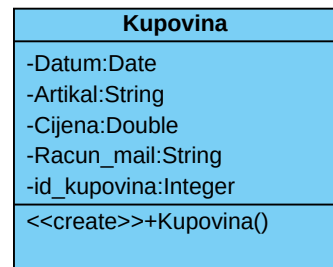 Kupovina
-Datum:Date
-Artikal:String
-Cijena:Double
-Racun_mail:String
-id_kupovina:Integer
<<create>>+Kupovina()